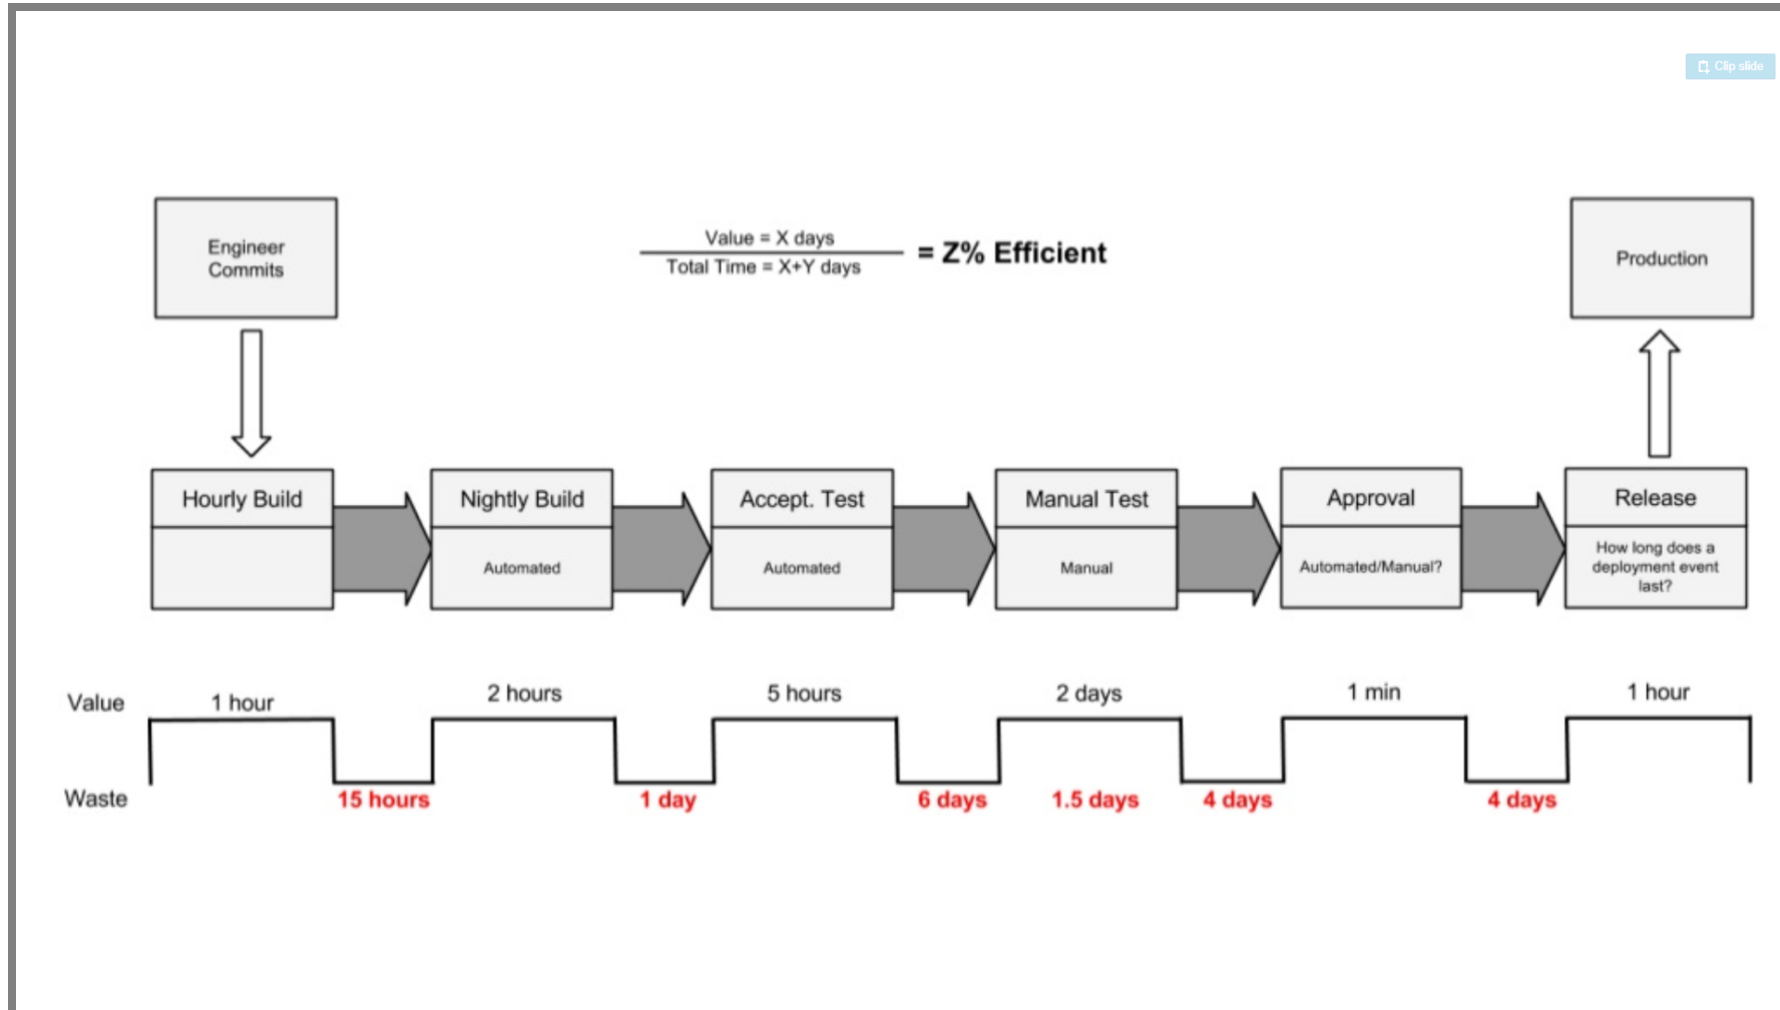 Clip slide
Engineer
Commits
Value = X days
Total Time = X+Y days
= Z% Efficient
Production
Hourly Build
Nightly Build
Automated
Accept. Test
Automated
Manual Test
Manual
Approval
Automated/Manual?
Release
How long does a
deployment event
last?
Value
1 hour
2 hours
5 hours
2 days
1 min
1 hour
Waste
15 hours
1 day
6 days
1.5 days
4 days
4 days